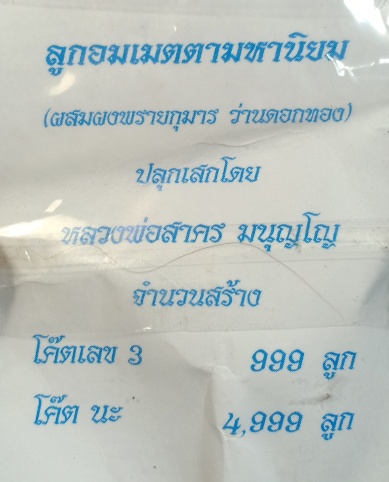 ลูกอมเมตตามหานิยม
(ผสมผงพรายกุมาร ว่านดอกทอง)
ปลุกเสกโดย
หลวงพ่อสาคร มนุญโญ
จำนวนสร้าง
โค๊ตเลข 3 999 ลูก
โค๊ต นะ 4,999 ลูก